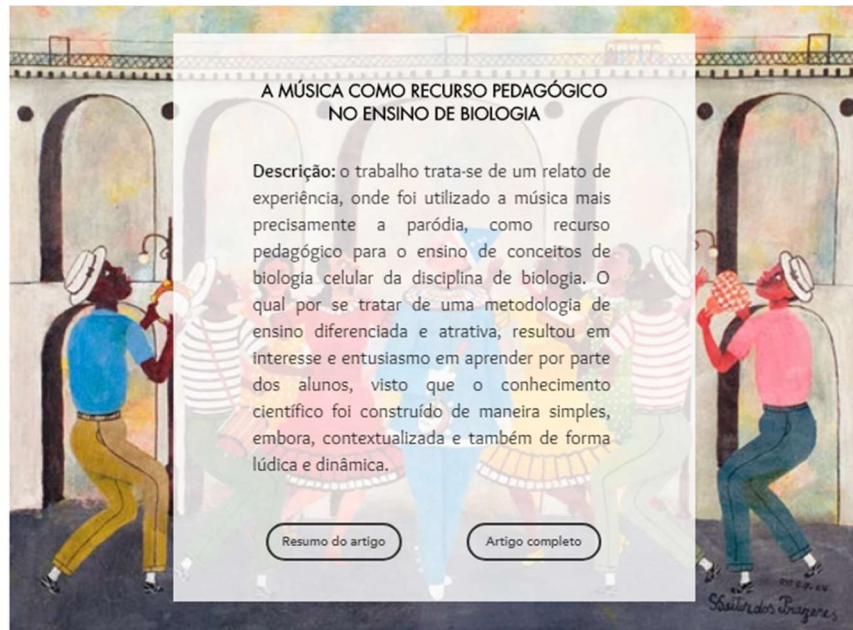 A MÚSICA COMO RECURSO PEDAGÓGICO
NO ENSINO DE BIOLOGIA
Descrição: o trabalho trata-se de um relato de
experiência, onde foi utilizado a música mais
precisamente a paródia, como recurso
pedagógico para o ensino de conceitos de
biologia celular da disciplina de biologia. O
qual por se tratar de uma metodologia de
ensino diferenciada e atrativa, resultou em
interesse e entusiasmo em aprender por parte
dos alunos, visto que o conhecimento
científico foi construído de maneira simples,
embora, contextualizada e também de forma
lúdica e dinâmica.
Resumo do artigo
Artigo completo
Heitor dos Prazeres